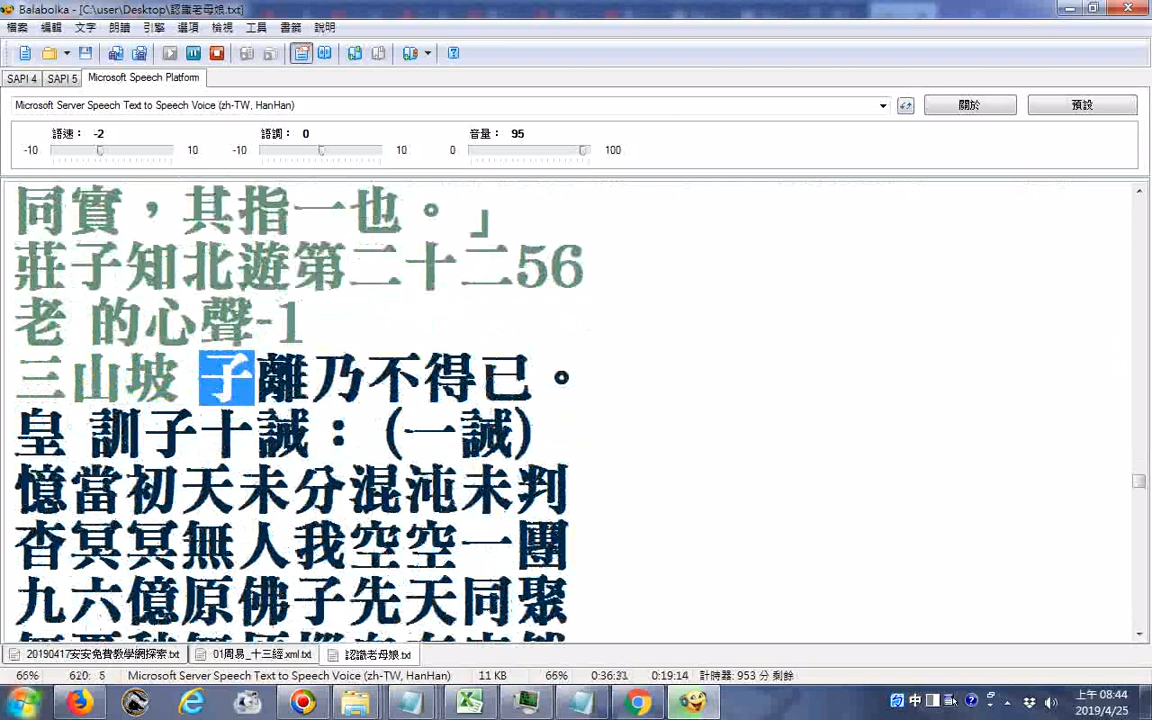 Balabolka - [C:\user\Desktop\認識老母娘.txt]
檔案 編輯 文字 朗讀 引擎 選項 檢視 工具 書籤 說明
SAPI 4 SAPI 5 Microsoft Speech Platform
Microsoft Server Speech Text to Speech Voice (zh-TW, HanHan) 關於 預設
語速： -2 語調： 0 音量： 95
-10 10 -10 10 0 100
同實，其指一也。」
莊子知北遊第二十二56
老 的心聲-1
三山坡 子離乃不得已。
皇 訓子十誡：(一誡)
憶當初天未分混沌未判
杳冥冥無人我空空一團
九六億原佛子先天同聚
20190417安安免費教學網探索.txt 01周易_十三經.xml.txt 認識老母娘.txt
66% 620: 5 Microsoft Server Speech Text to Speech Voice (zh-TW, HanHan) 11 KB 66% 0:36:31 0:19:14 計時器: 953 分 剩餘
中 上午 08:44
2019/4/25